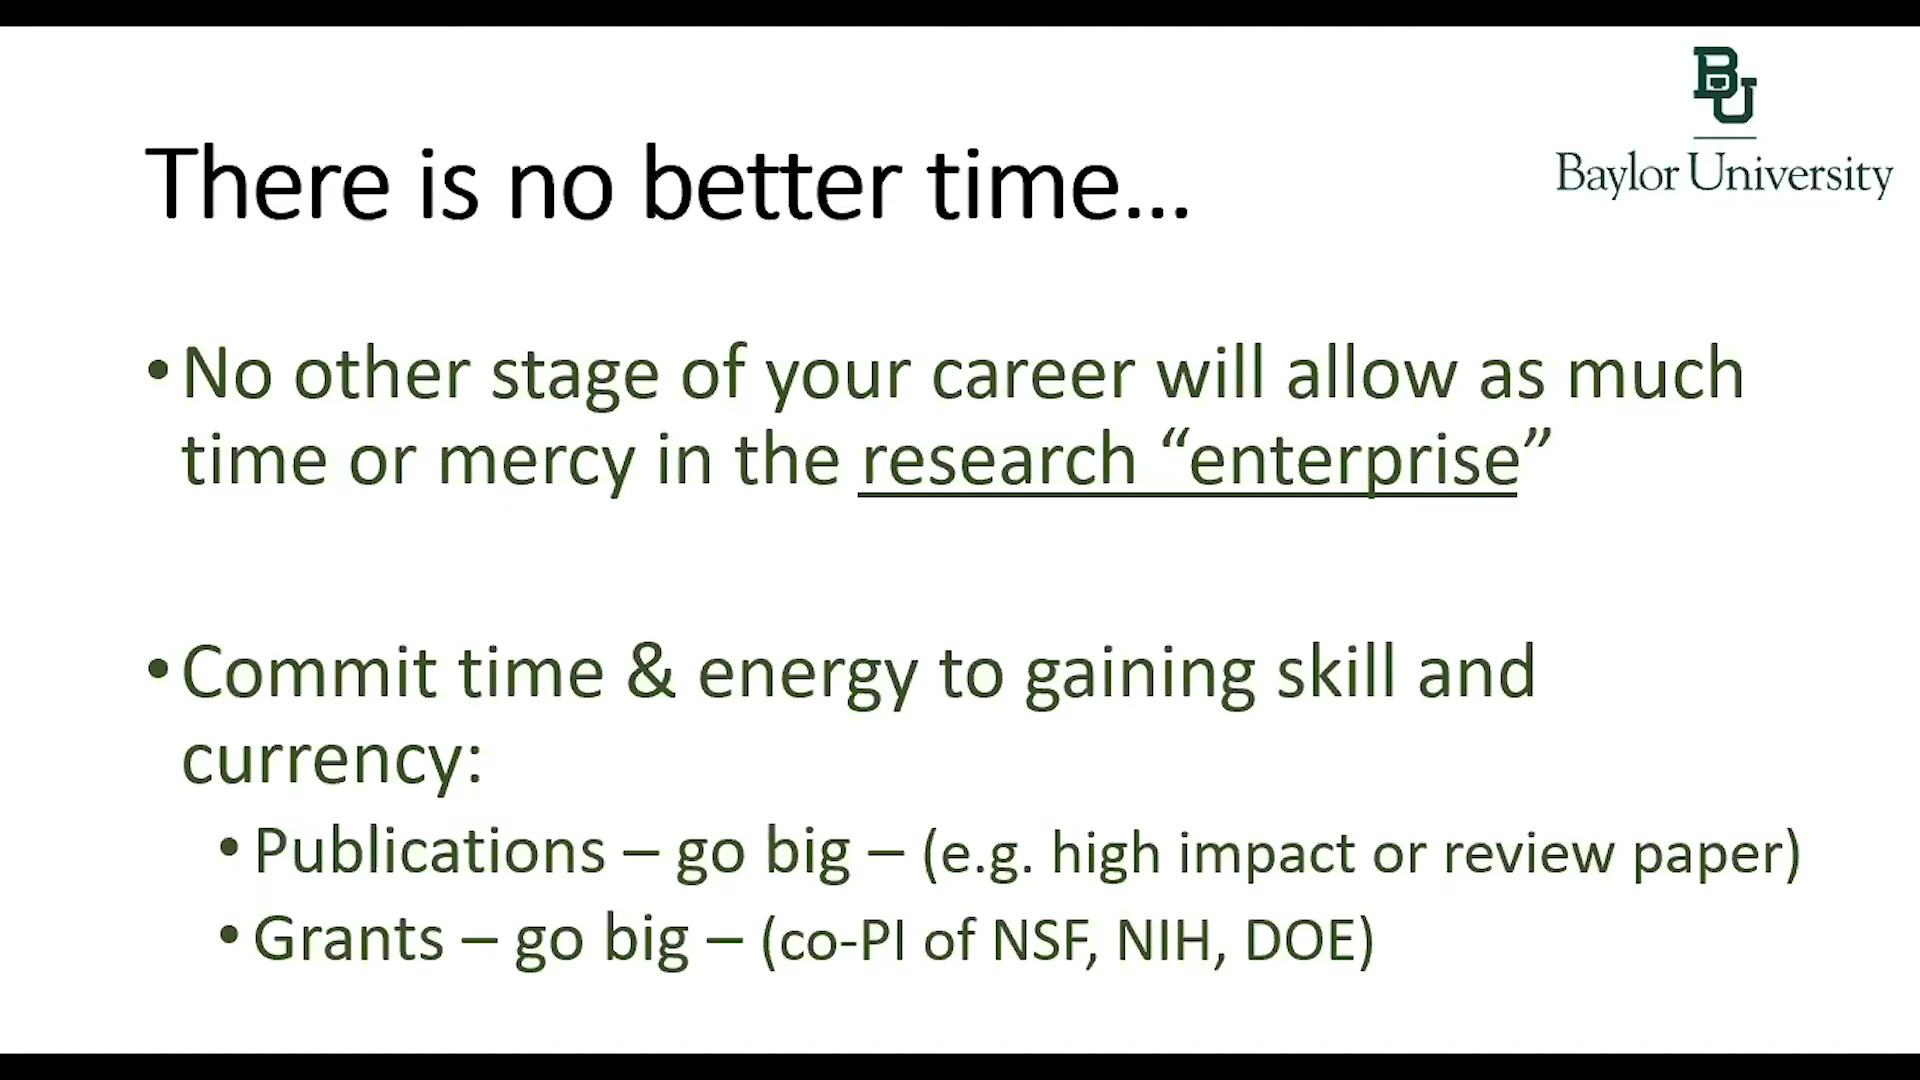 BU
Baylor University
There is no better time...
• No other stage of your career will allow as much
time or mercy in the research “enterprise”
• Commit time & energy to gaining skill and
currency:
• Publications – go big – (e.g. high impact or review paper)
• Grants – go big – (co-PI of NSF, NIH, DOE)